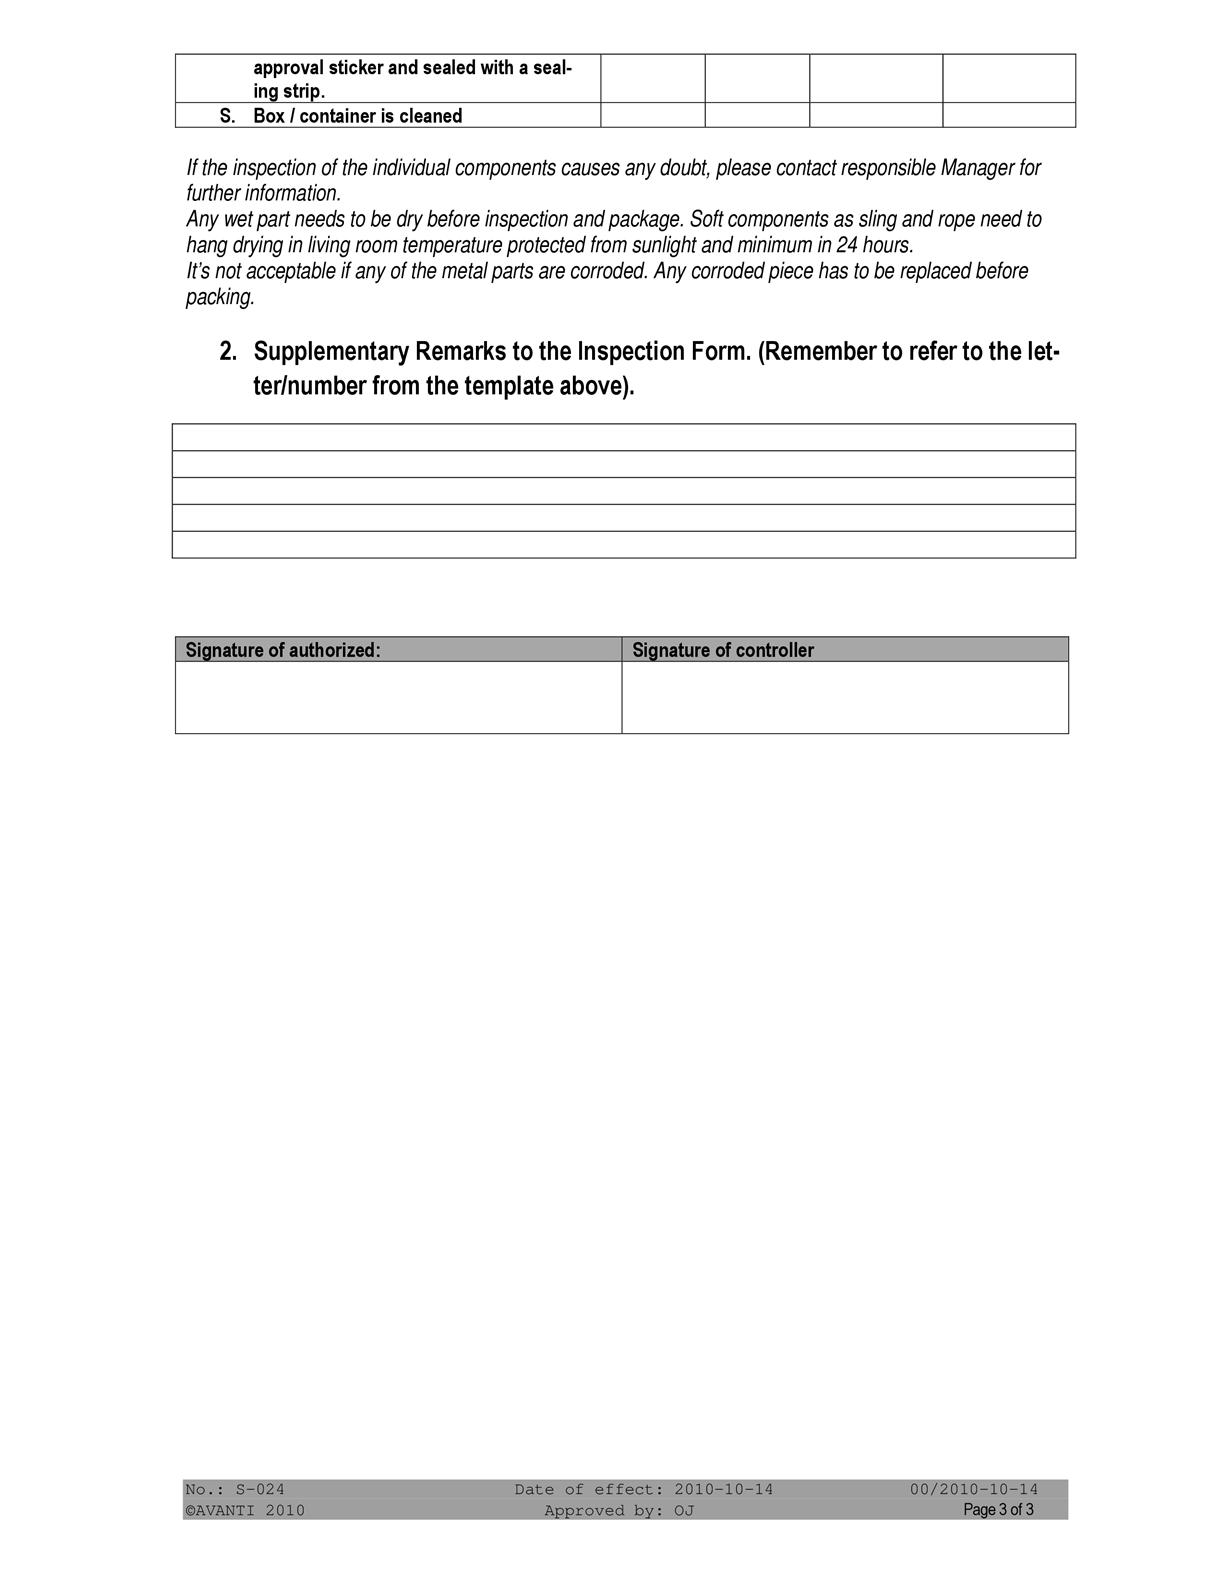 approval sticker and sealed with a seal-
ing strip.
S. Box / container is cleaned
If the inspection of the individual components causes any doubt, please contact responsible Manager for
further information.
Any wet part needs to be dry before inspection and package. Soft components as sling and rope need to
hang drying in living room temperature protected from sunlight and minimum in 24 hours.
It's not acceptable if any of the metal parts are corroded. Any corroded piece has to be replaced before
packing.
2. Supplementary Remarks to the Inspection Form. (Remember to refer to the let-
ter/number from the template above).
Signature of authorized: Signature of controller
No.: S-024 Date of effect: 2010-10-14 00/2010-10-14
©AVANTI 2010 Approved by: OJ Page 3 of 3